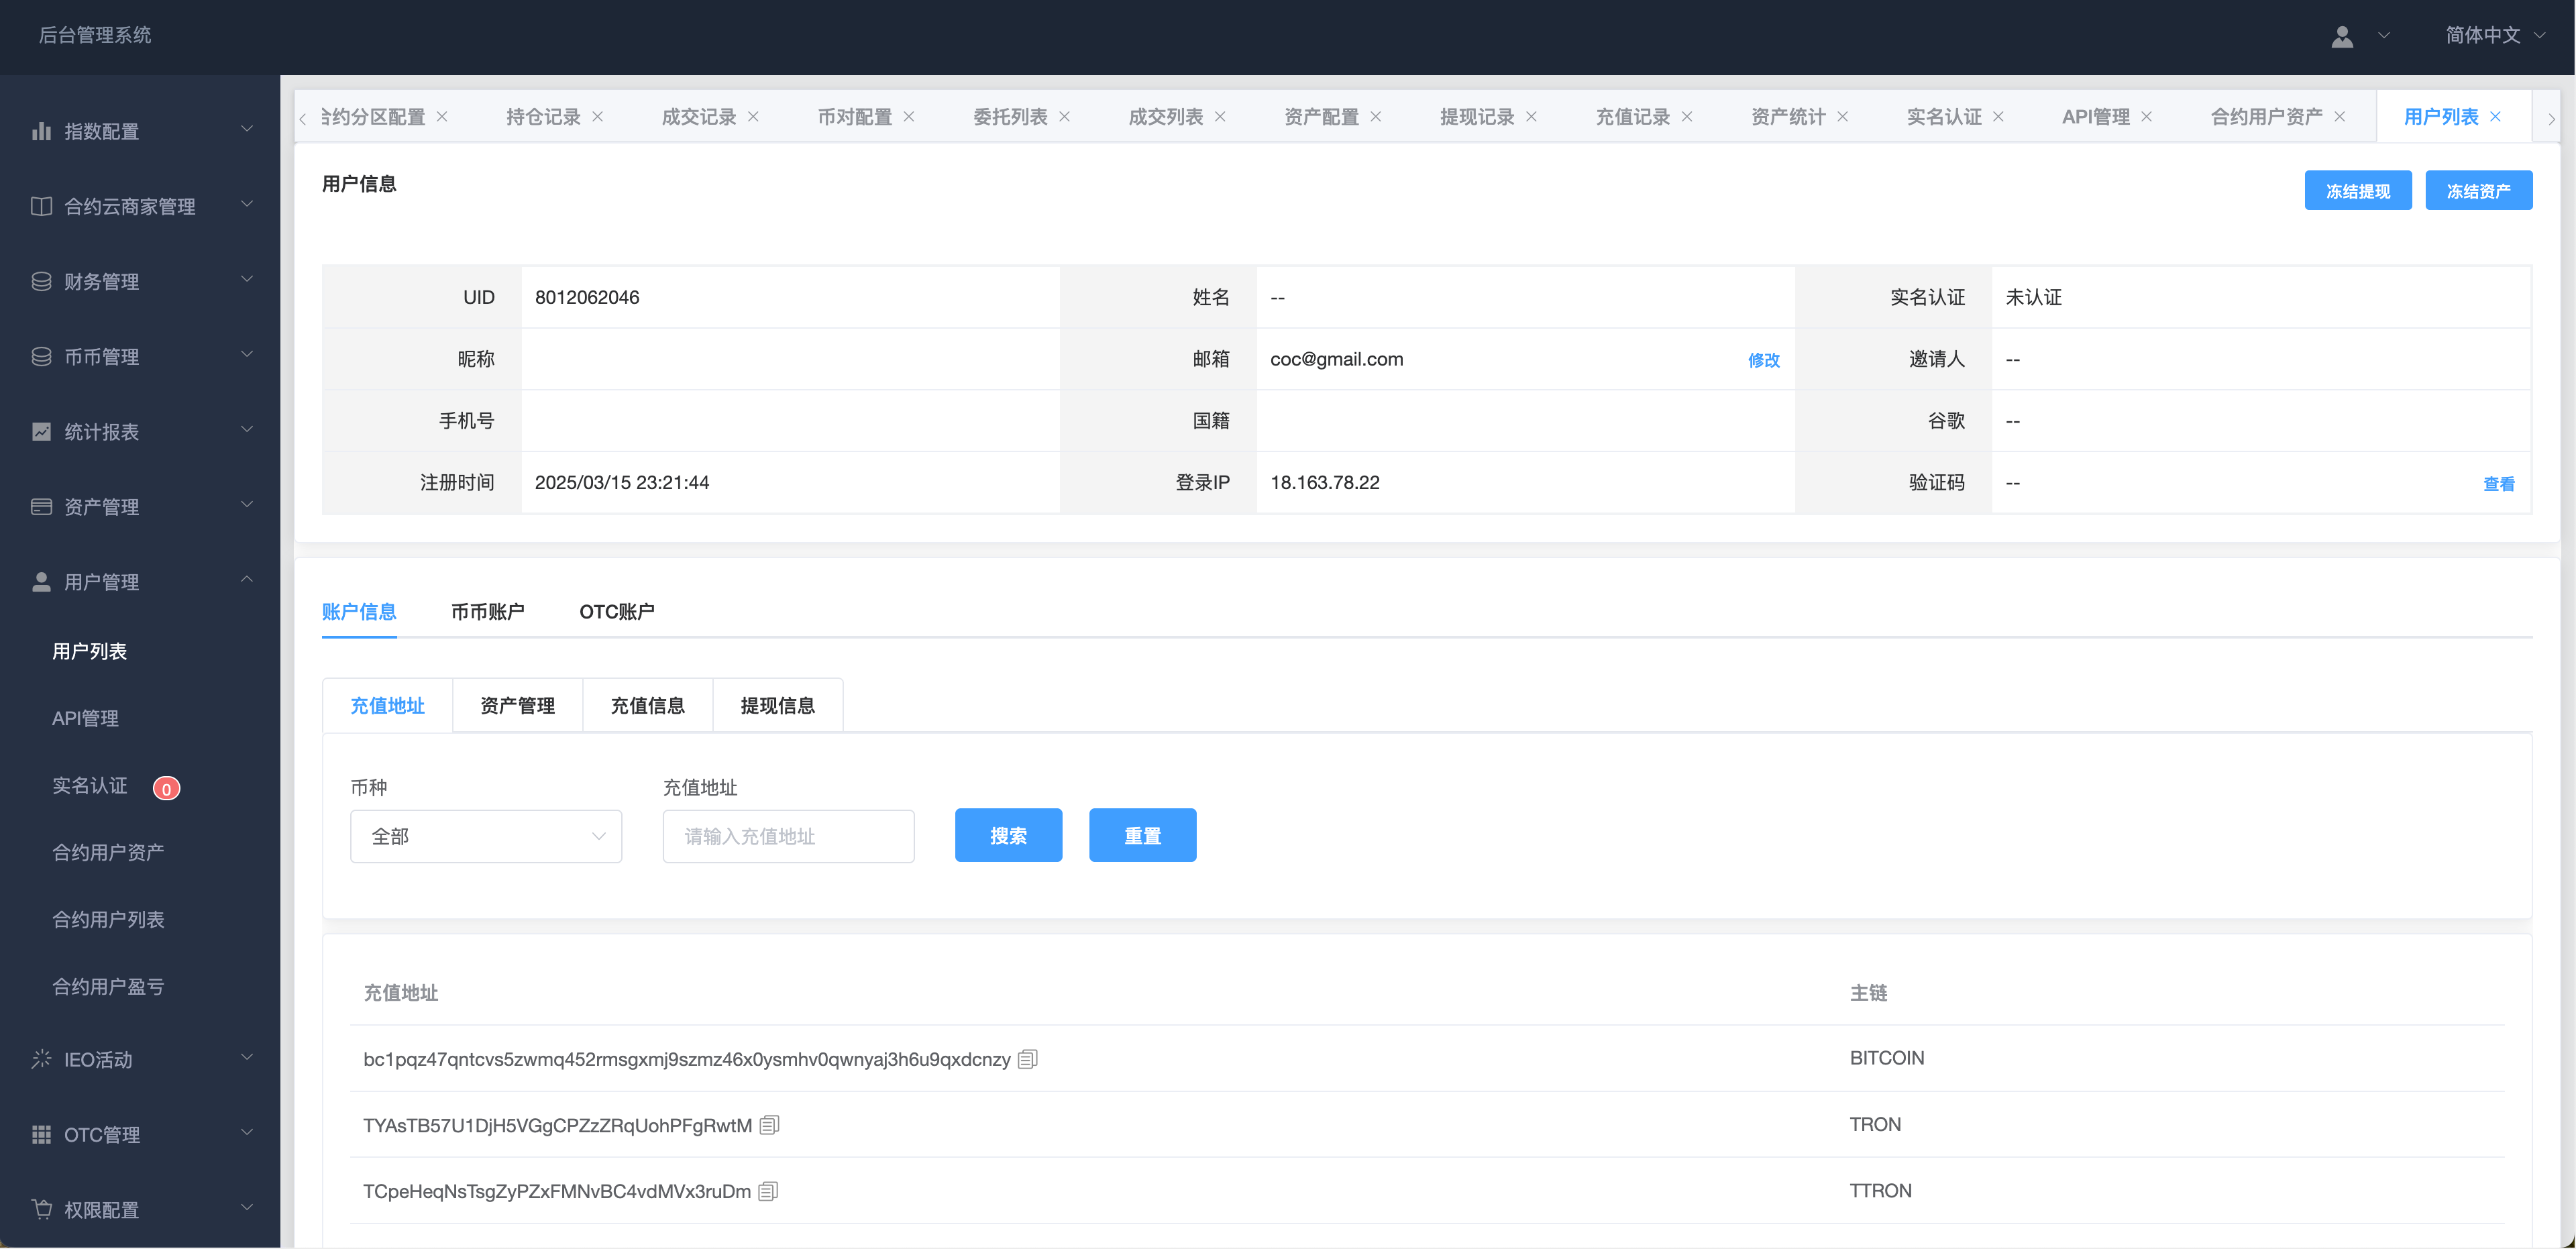 后台管理系统
简体中文
指数配置
合约云商家管理
财务管理
币币管理
统计报表
资产管理
用户管理
用户列表
API管理
实名认证 0
合约用户资产
合约用户列表
合约用户盈亏
IEO活动
OTC管理
权限配置
合约分区配置 持仓记录 成交记录 币对配置 委托列表 成交列表 资产配置 提现记录 充值记录 资产统计 实名认证 API管理 合约用户资产 用户列表
用户信息
冻结提现 冻结资产
UID 8012062046 姓名 -- 实名认证 未认证
昵称 邮箱 coc@gmail.com 修改 邀请人 --
手机号 国籍 谷歌 --
注册时间 2025/03/15 23:21:44 登录IP 18.163.78.22 验证码 -- 查看
账户信息 币币账户 OTC账户
充值地址 资产管理 充值信息 提现信息
币种 充值地址
全部 请输入充值地址 搜索 重置
充值地址 主链
bc1pqz47qntcvs5zwmq452rmsgxmj9szmz46x0ysmhv0qwnyaj3h6u9qxdcnzy BITCOIN
TYAsTB57U1DjH5VGgCPZzZRqUohPFgRwtM TRON
TCpeHeqNsTsgZyPZxFMNvBC4vdMVx3ruDm TTRON